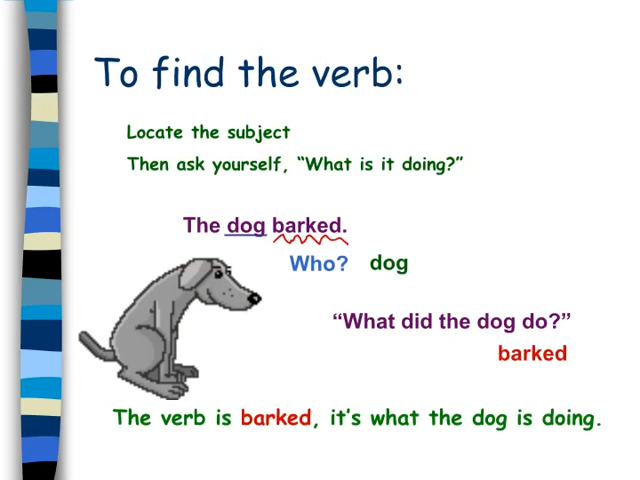 To find the verb:
Locate the subject
Then ask yourself, “What is it doing?”
The dog barked.
Who? dog
“What did the dog do?”
barked
The verb is barked, it’s what the dog is doing.